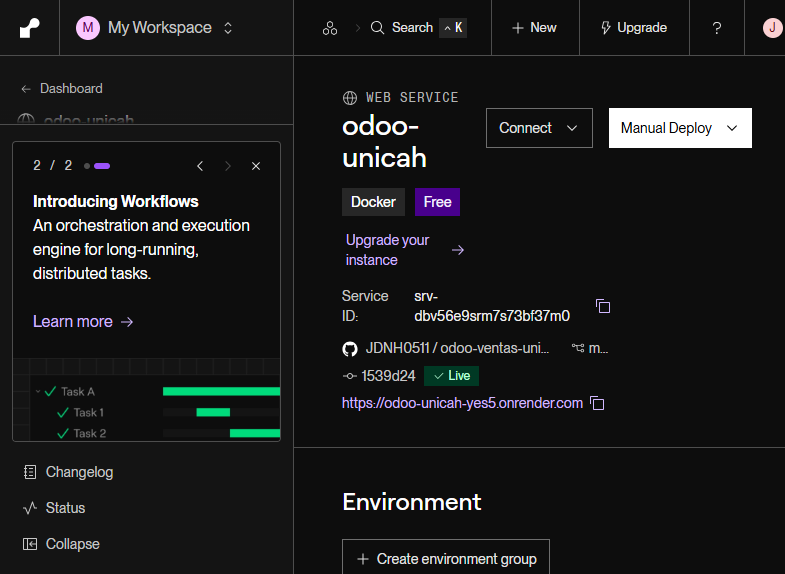 M My Workspace
Search ^ K
+ New
Upgrade
?
J
← Dashboard
odoo-unicah
2 / 2
Introducing Workflows
An orchestration and execution
engine for long-running,
distributed tasks.
Learn more →
Task A
Task 1
Task 2
Changelog
Status
Collapse
WEB SERVICE
odoo-
unicah
Connect
Manual Deploy
Docker
Free
Upgrade your
instance →
Service
ID:
srv-
dbv56e9srm7s73bf37m0
JDNH0511 / odoo-ventas-uni...
m...
1539d24
✓ Live
https://odoo-unicah-yes5.onrender.com
Environment
+ Create environment group